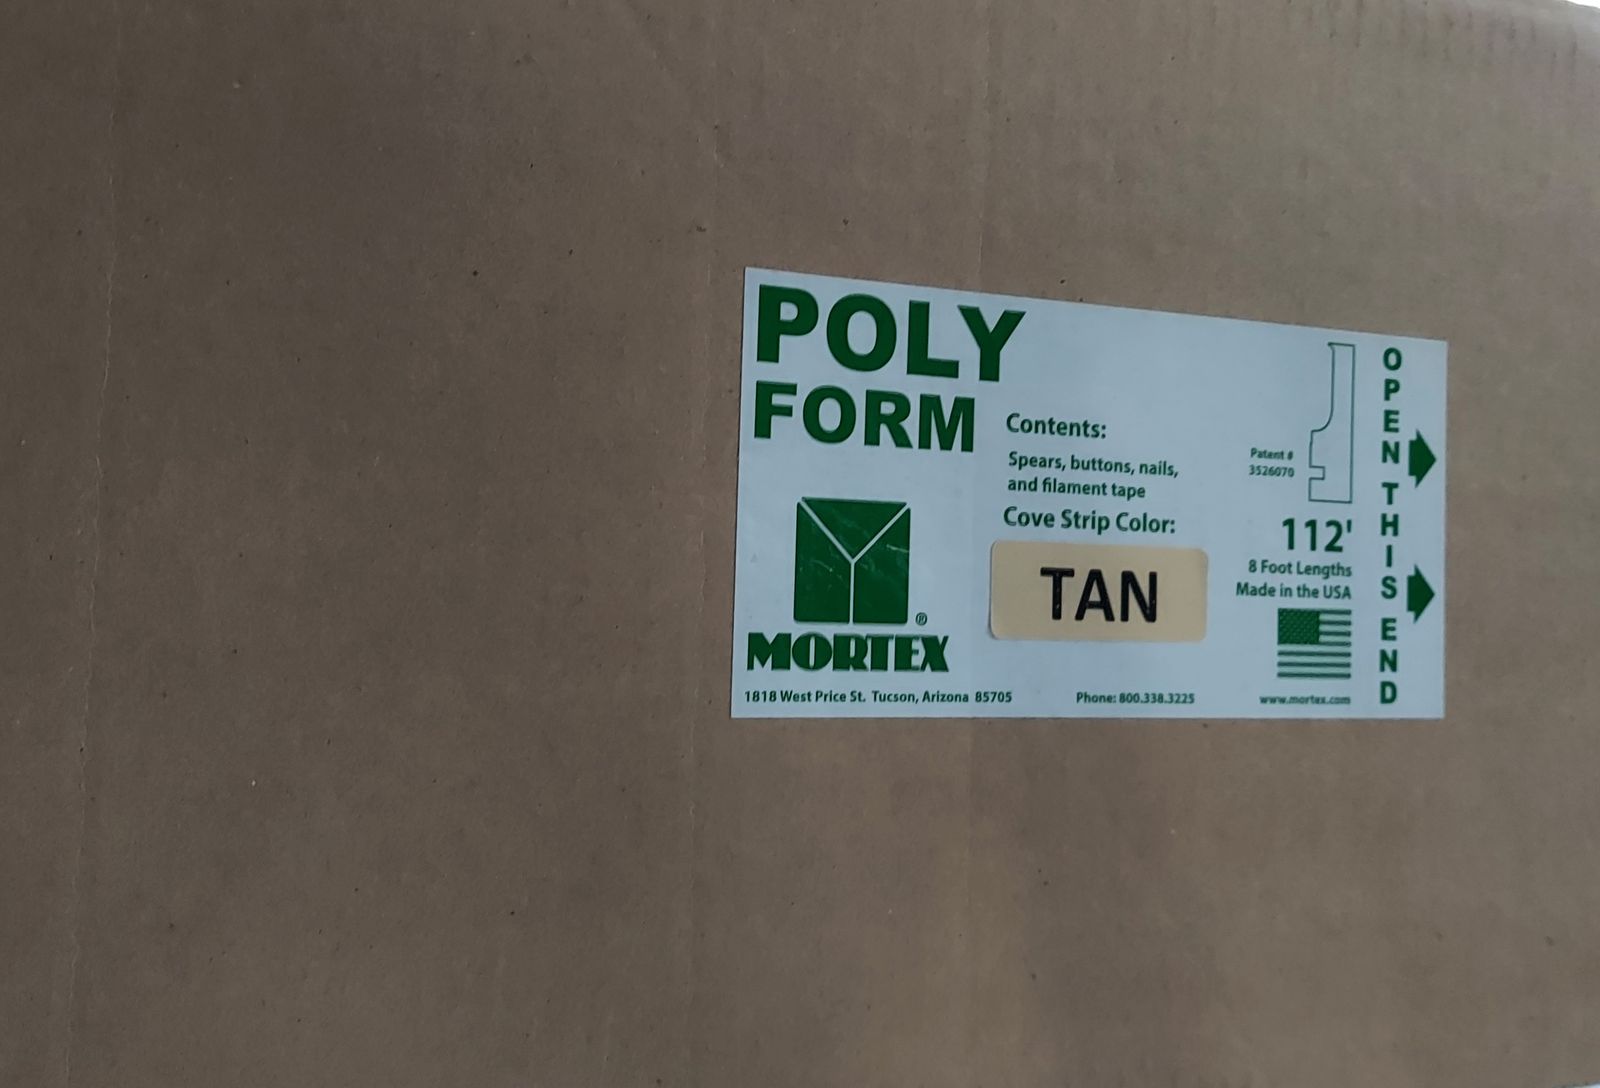 POLY
FORM
Contents:
Spears, buttons, nails,
and filament tape
Cove Strip Color:
TAN
Patent #
3526070
112'
8 Foot Lengths
Made in the USA
MORTEX®
1818 West Price St. Tucson, Arizona 85705
Phone: 800.338.3225
www.mortex.com
OPEN THIS END